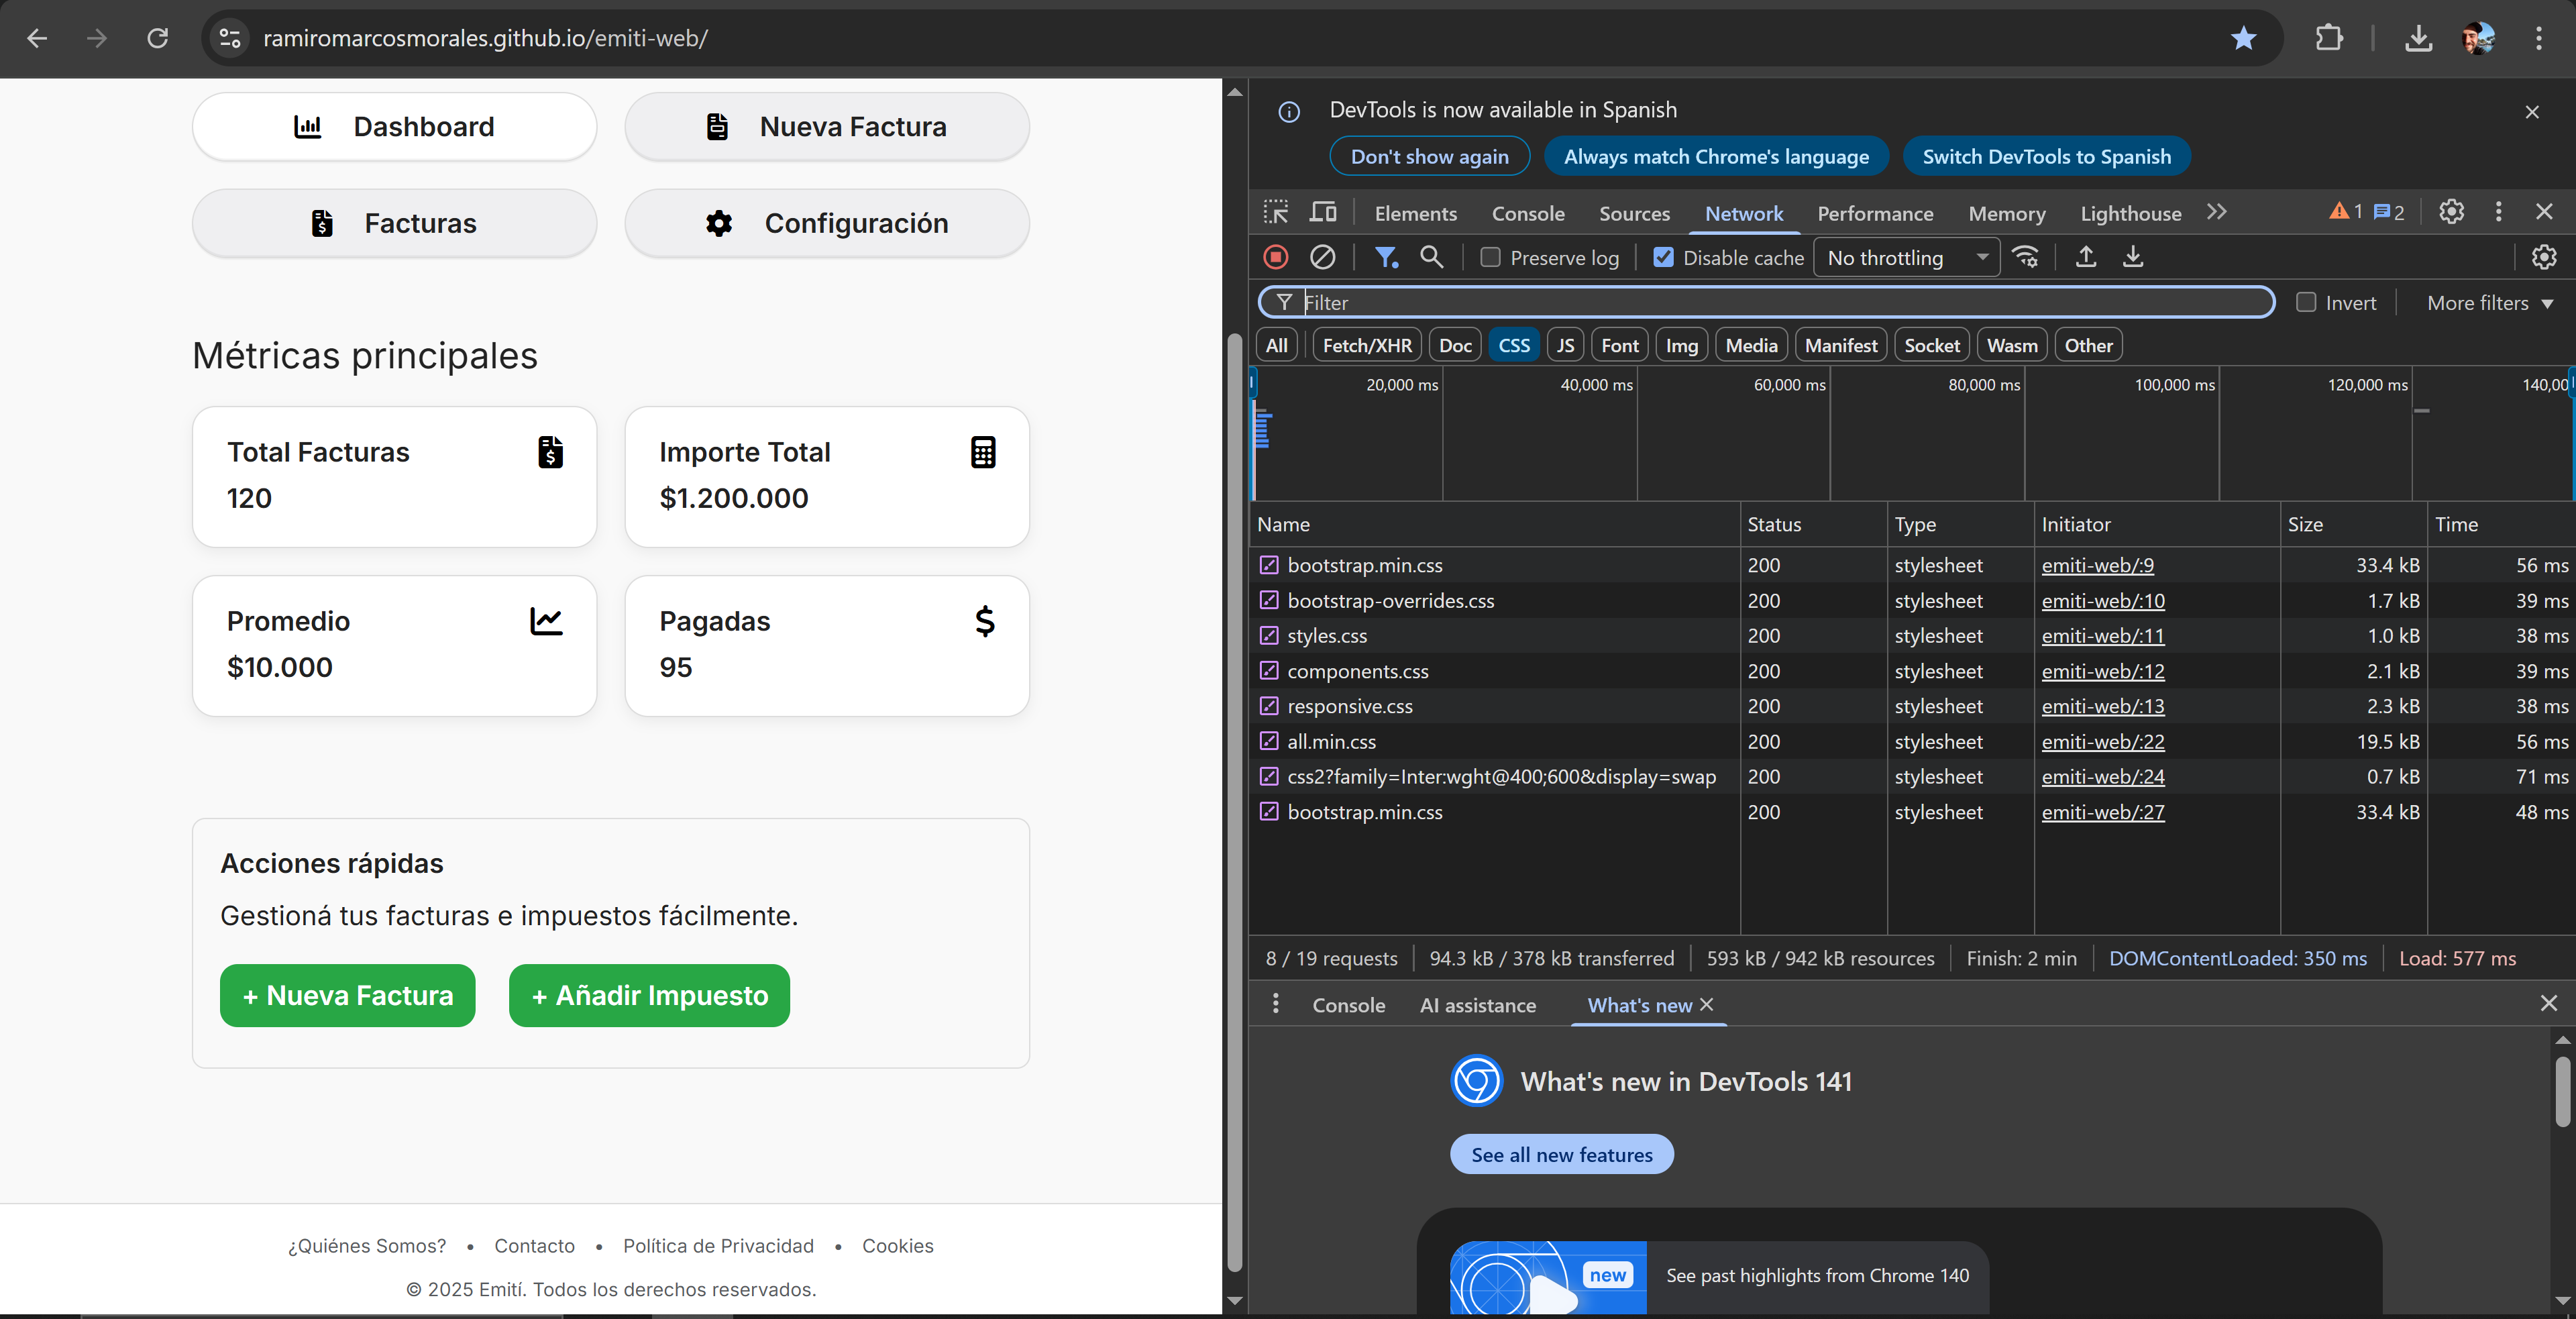 ramiromarcosmorales.github.io/emiti-web/
Dashboard
Nueva Factura
Facturas
Configuración
Métricas principales
Total Facturas
120
Importe Total
$1.200.000
Promedio
$10.000
Pagadas
95
Acciones rápidas
Gestioná tus facturas e impuestos fácilmente.
+ Nueva Factura
+ Añadir Impuesto
¿Quiénes Somos? • Contacto • Política de Privacidad • Cookies
© 2025 Emití. Todos los derechos reservados.
DevTools is now available in Spanish
Don't show again
Always match Chrome's language
Switch DevTools to Spanish
Elements Console Sources Network Performance Memory Lighthouse 1 2
Preserve log Disable cache No throttling
Filter Invert More filters
All Fetch/XHR Doc CSS JS Font Img Media Manifest Socket Wasm Other
20,000 ms 40,000 ms 60,000 ms 80,000 ms 100,000 ms 120,000 ms 140,00
Name Status Type Initiator Size Time
bootstrap.min.css 200 stylesheet emiti-web/:9 33.4 kB 56 ms
bootstrap-overrides.css 200 stylesheet emiti-web/:10 1.7 kB 39 ms
styles.css 200 stylesheet emiti-web/:11 1.0 kB 38 ms
components.css 200 stylesheet emiti-web/:12 2.1 kB 39 ms
responsive.css 200 stylesheet emiti-web/:13 2.3 kB 38 ms
all.min.css 200 stylesheet emiti-web/:22 19.5 kB 56 ms
css2?family=Inter:wght@400;600&display=swap 200 stylesheet emiti-web/:24 0.7 kB 71 ms
bootstrap.min.css 200 stylesheet emiti-web/:27 33.4 kB 48 ms
8 / 19 requests 94.3 kB / 378 kB transferred 593 kB / 942 kB resources Finish: 2 min DOMContentLoaded: 350 ms Load: 577 ms
Console AI assistance What's new
What's new in DevTools 141
See all new features
new
See past highlights from Chrome 140